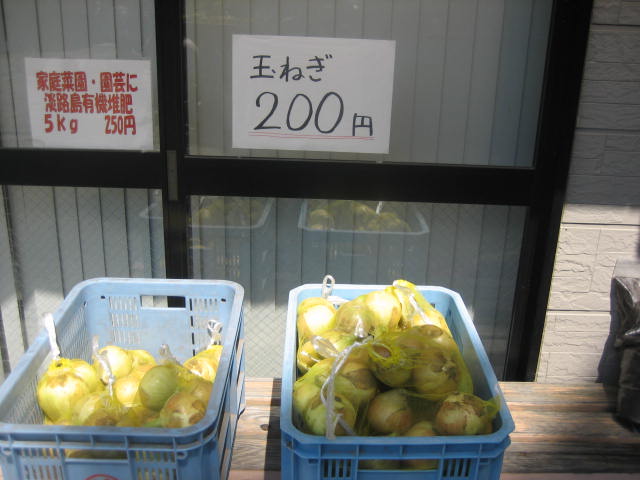 家庭菜園・園芸に
淡路島有機堆肥
5kg 250円
玉ねぎ
200円